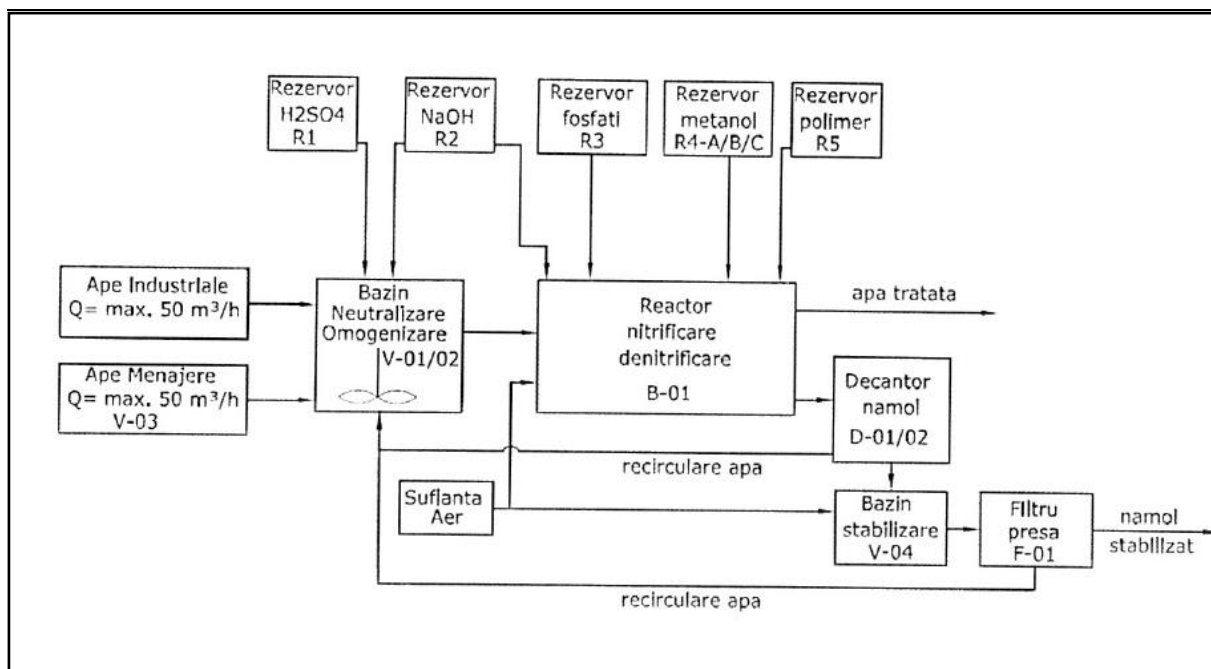 Rezervor
H2SO4
R1
Rezervor
NaOH
R2
Rezervor
fosfati
R3
Rezervor
metanol
R4-A/B/C
Rezervor
polimer
R5
Ape Industriale
Q= max. 50 m³/h
Ape Menajere
Q= max. 50 m³/h
V-03
Bazin
Neutralizare
Omogenizare
V-01/02
Reactor
nitrificare
denitrificare
B-01
apa tratata
Decantor
namol
D-01/02
recirculare apa
Suflanta
Aer
Bazin
stabilizare
V-04
Filtru
presa
F-01
namol
stabilizat
recirculare apa